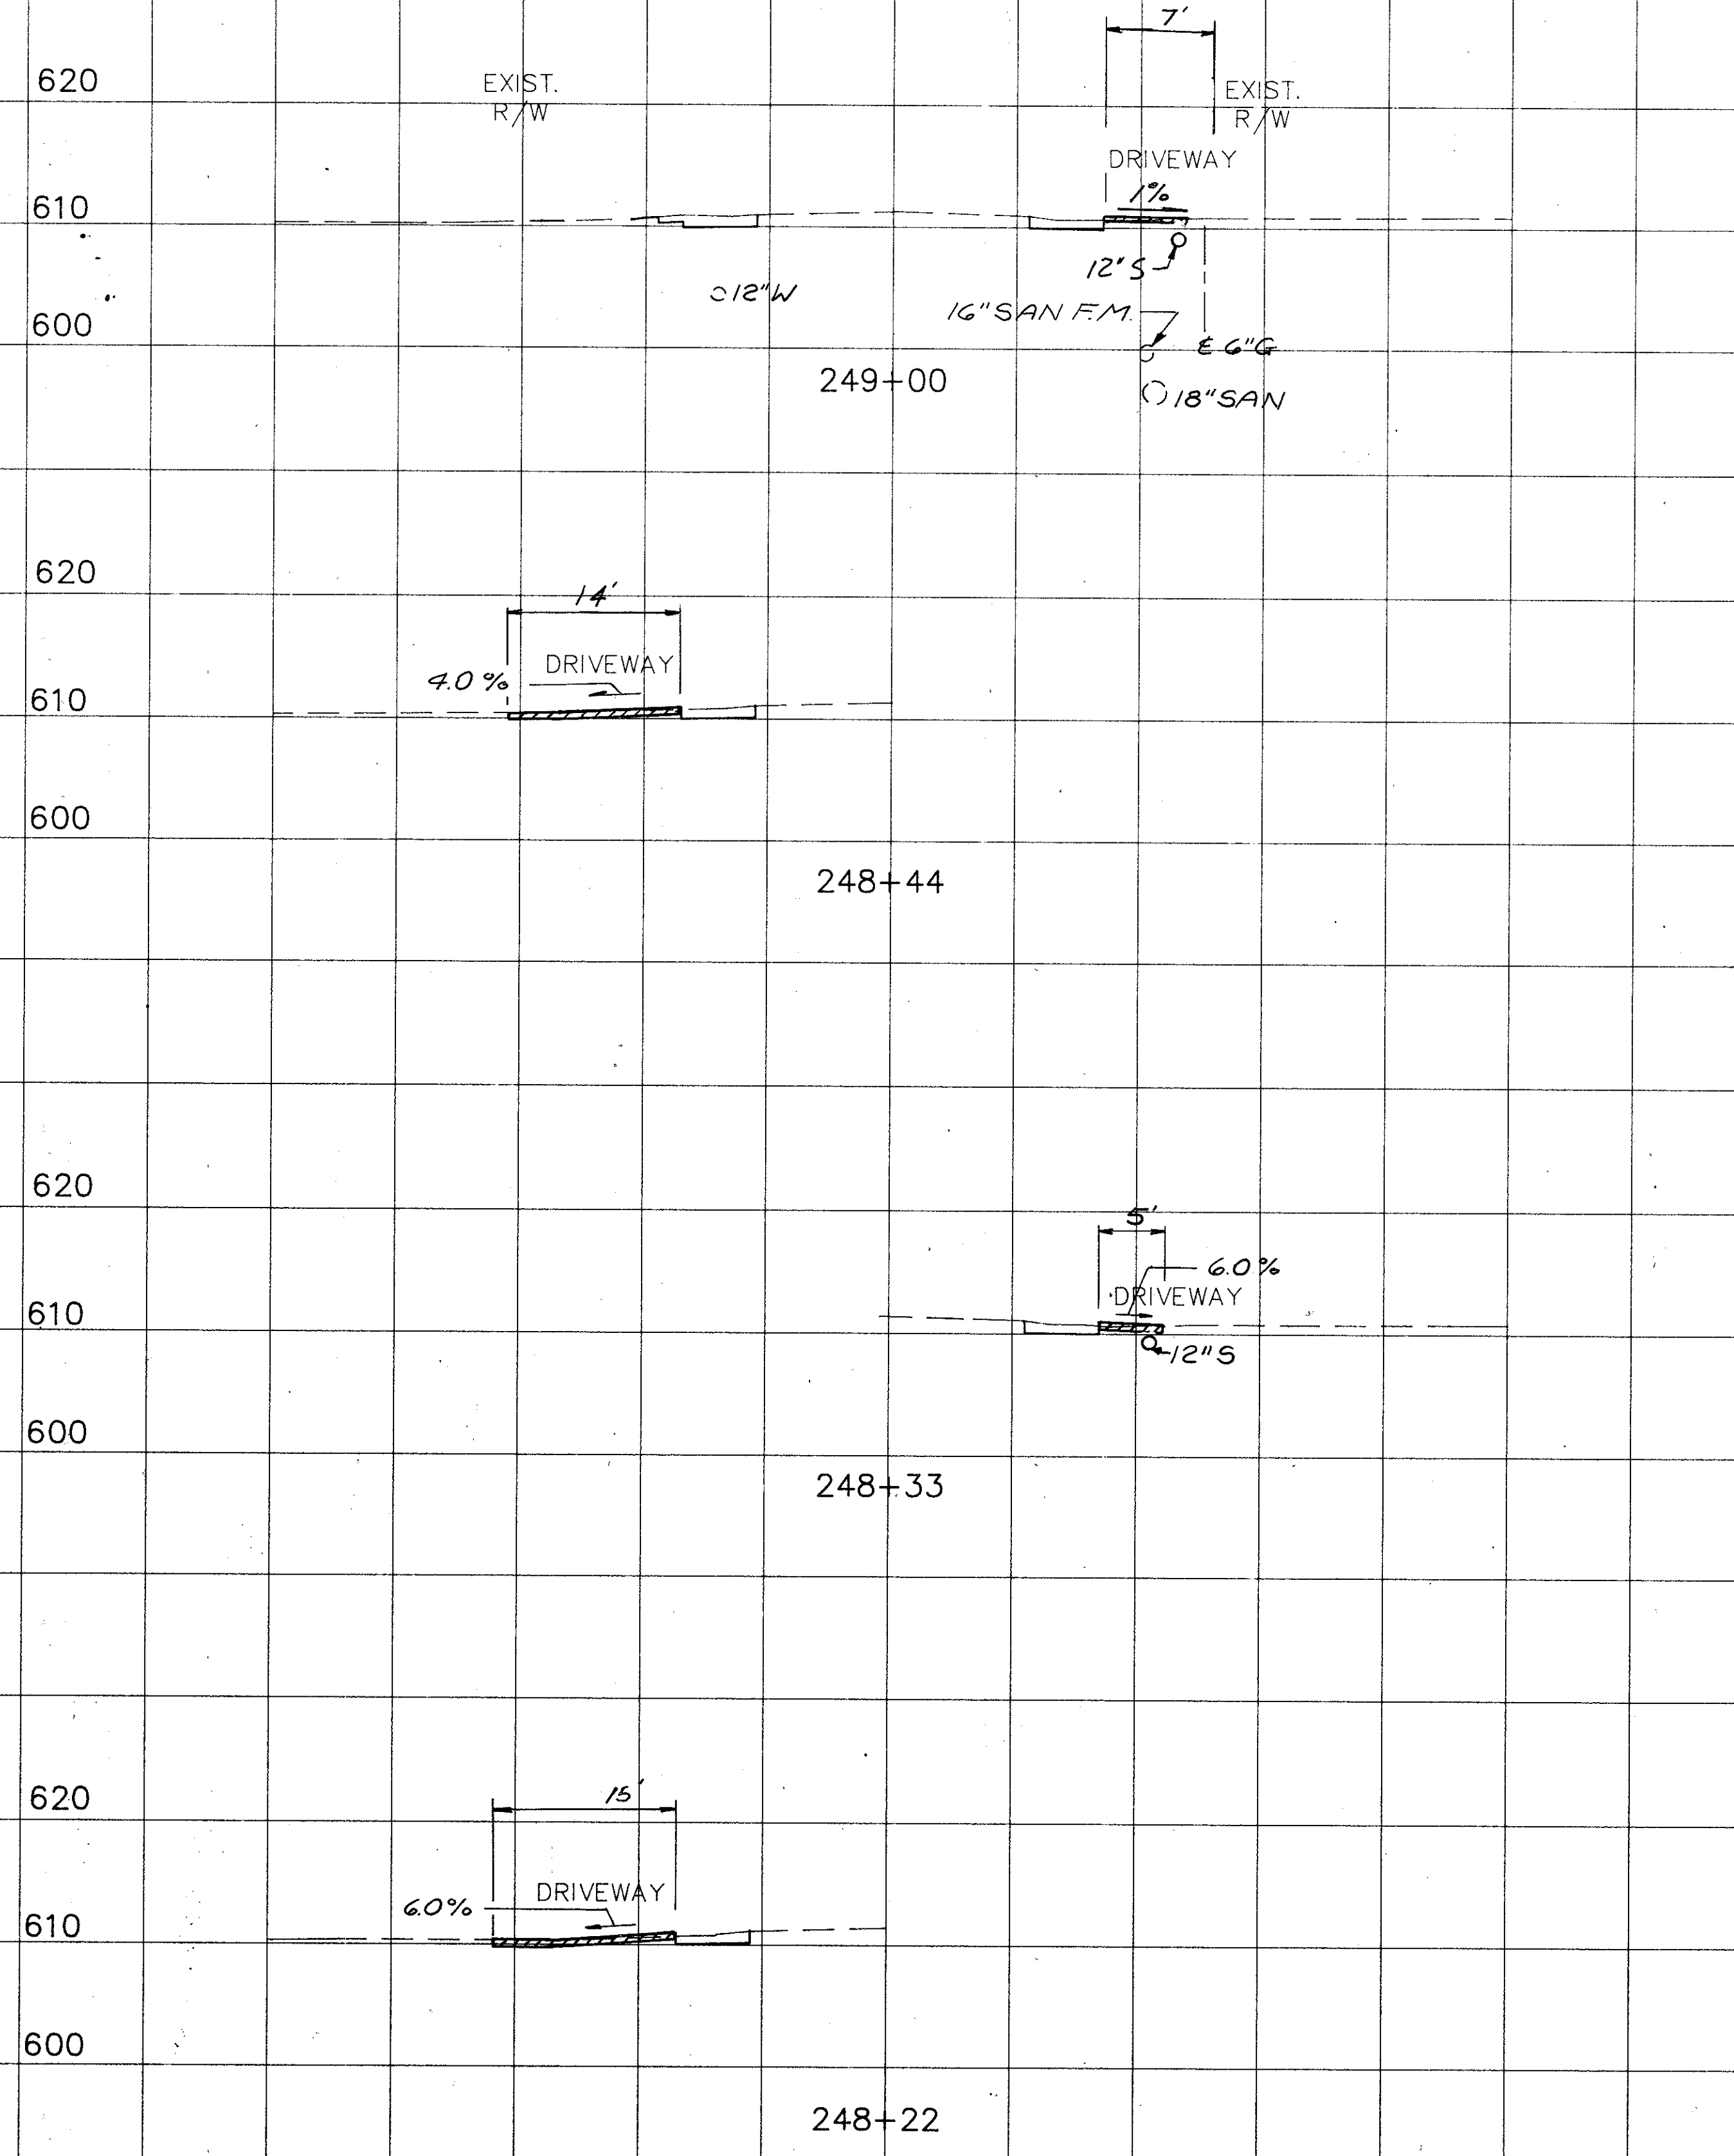 7'
620
EXIST.
R/W
EXIST.
R/W
DRIVEWAY
1%
610
12"S
12"W
16"SAN F.M.
600
℄ 6"G
249+00
18"SAN
620
14'
DRIVEWAY
4.0%
610
600
248+44
620
5'
6.0%
DRIVEWAY
610
12"S
600
248+33
620
15'
DRIVEWAY
6.0%
610
600
248+22